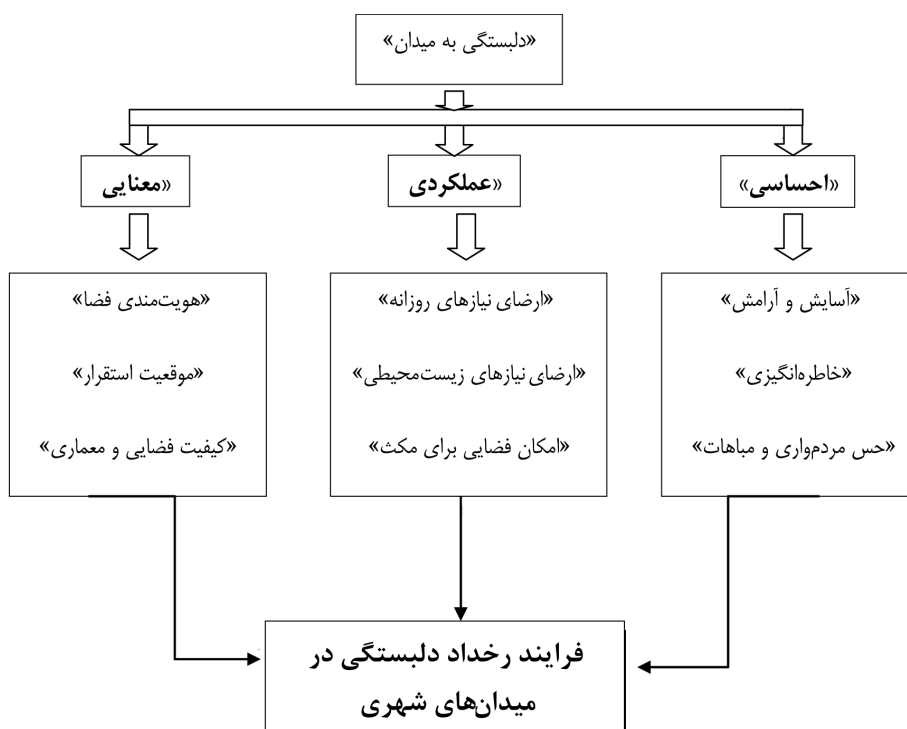 «دلبستگی به میدان»
«احساسی»
«عملکردی
«معنایی
«آسایش و آرامش»
«خاطره‌انگیزی»
«حس مردم‌واری و مباهات»
«ارضای نیازهای روزانه»
«ارضای نیازهای زیست‌محیطی»
«امکان فضایی برای مکث»
«هویت‌مندی فضا»
«موقعیت استقرار»
«کیفیت فضایی و معماری»
فرایند رخداد دلبستگی در
میدان‌های شهری